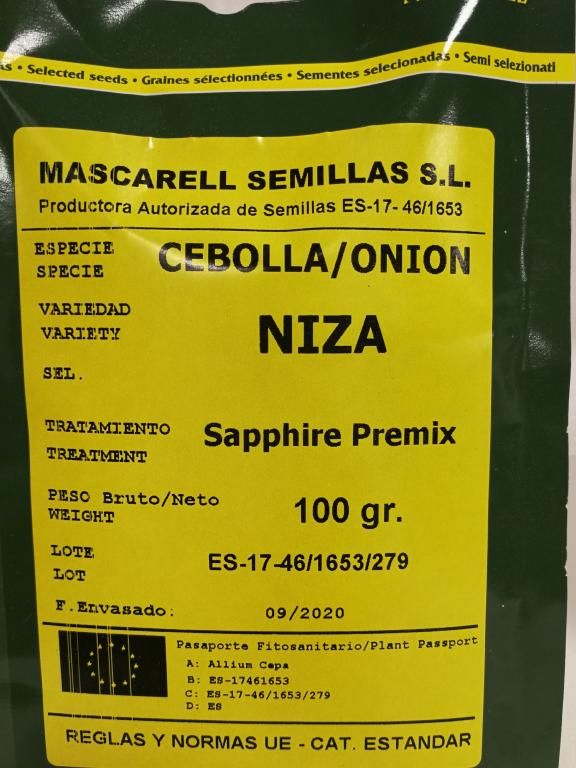 • Selected seeds • Graines sélectionnées • Sementes selecionadas • Semi selezionati
MASCARELL SEMILLAS S.L.
Productora Autorizada de Semillas ES-17- 46/1653
ESPECIE
SPECIE
CEBOLLA/ONION
VARIEDAD
VARIETY
NIZA
SEL.
TRATAMIENTO
TREATMENT
Sapphire Premix
PESO Bruto/Neto
WEIGHT
100 gr.
LOTE
LOT
ES-17-46/1653/279
F.Envasado:
09/2020
Pasaporte Fitosanitario/Plant Passport
A: Allium Cepa
B: ES-17461653
C: ES-17-46/1653/279
D: ES
REGLAS Y NORMAS UE - CAT. ESTANDAR